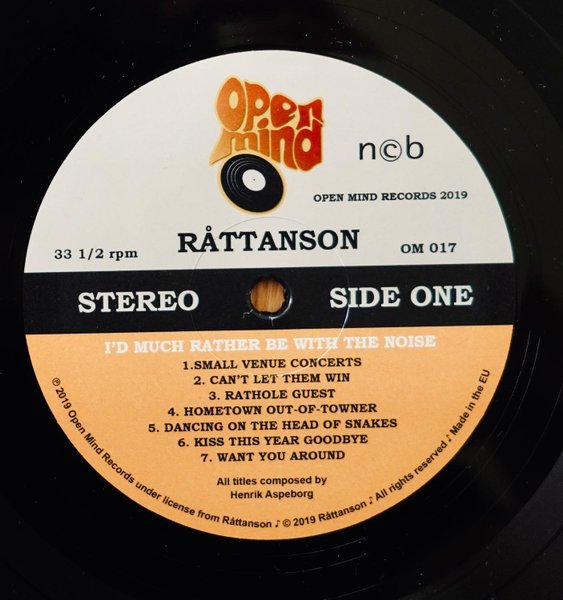 Open
mind
n©b
OPEN MIND RECORDS 2019
RÅTTANSON
33 1/2 rpm
OM 017
STEREO
SIDE ONE
I'D MUCH RATHER BE WITH THE NOISE
1.SMALL VENUE CONCERTS
2. CAN'T LET THEM WIN
3. RATHOLE GUEST
4. HOMETOWN OUT-OF-TOWNER
5. DANCING ON THE HEAD OF SNAKES
6. KISS THIS YEAR GOODBYE
7. WANT YOU AROUND
All titles composed by
Henrik Aspeborg
℗ 2019 Open Mind Records under license from Råttanson ♪ © 2019 Råttanson ♪ All rights reserved ♪ Made in the EU